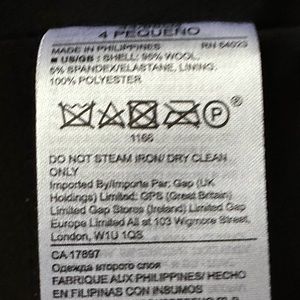 4 PEQUENO
MADE IN PHILIPPINES RN 54023
■ US/GB : SHELL: 95% WOOL,
5% SPANDEX/ELASTANE, LINING:
100% POLYESTER
P
1166
DO NOT STEAM IRON/ DRY CLEAN
ONLY
Imported By/Importe Par: Gap (UK
Holdings) Limited: GPS (Great Britain)
Limited Gap Stores (Ireland) Limited Gap
Europe Limited All at 103 Wigmore Street,
London, W1U 1QS
CA 17897
Одежда второго слоя
FABRIQUE AUX PHILIPPINES/ HECHO
EN FILIPINAS CON INSUMOS